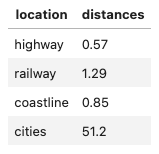 location distances
highway 0.57
railway 1.29
coastline 0.85
cities 51.2